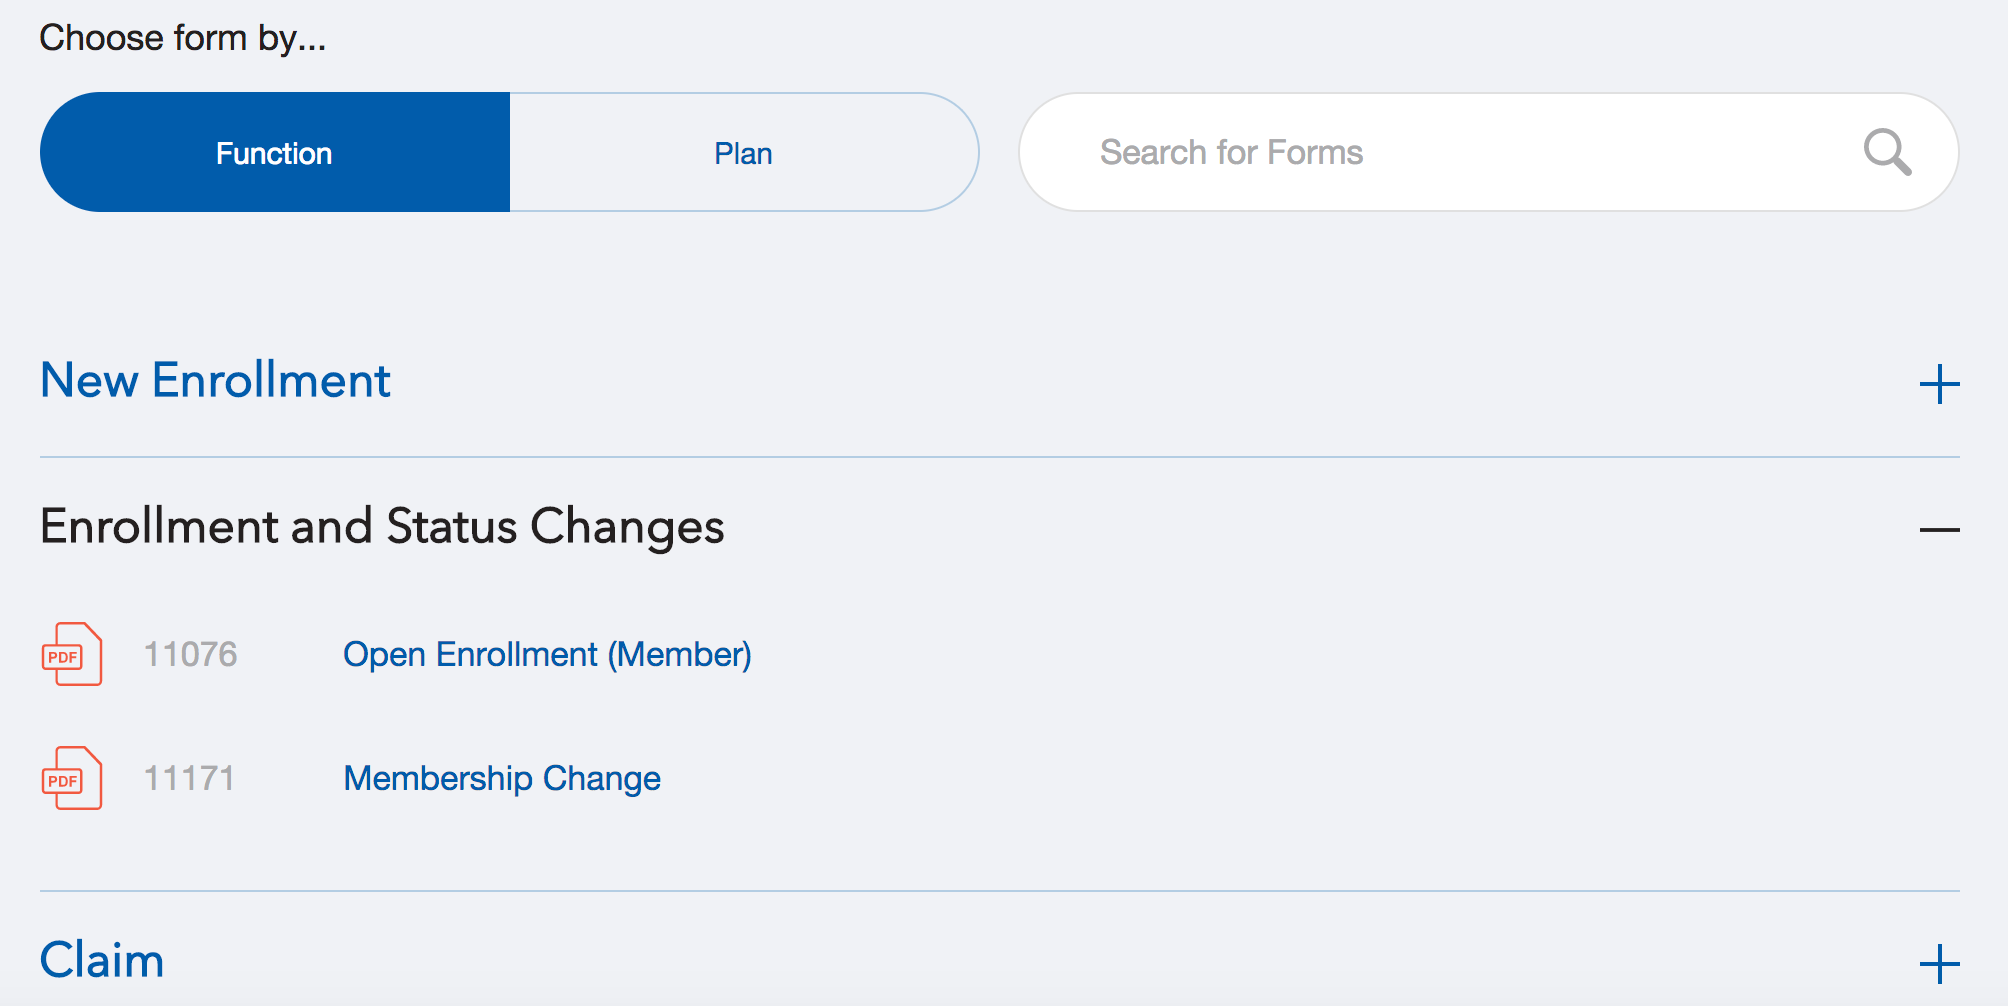 Choose form by...
Function
Plan
Search for Forms
New Enrollment
Enrollment and Status Changes
PDF 11076 Open Enrollment (Member)
PDF 11171 Membership Change
Claim